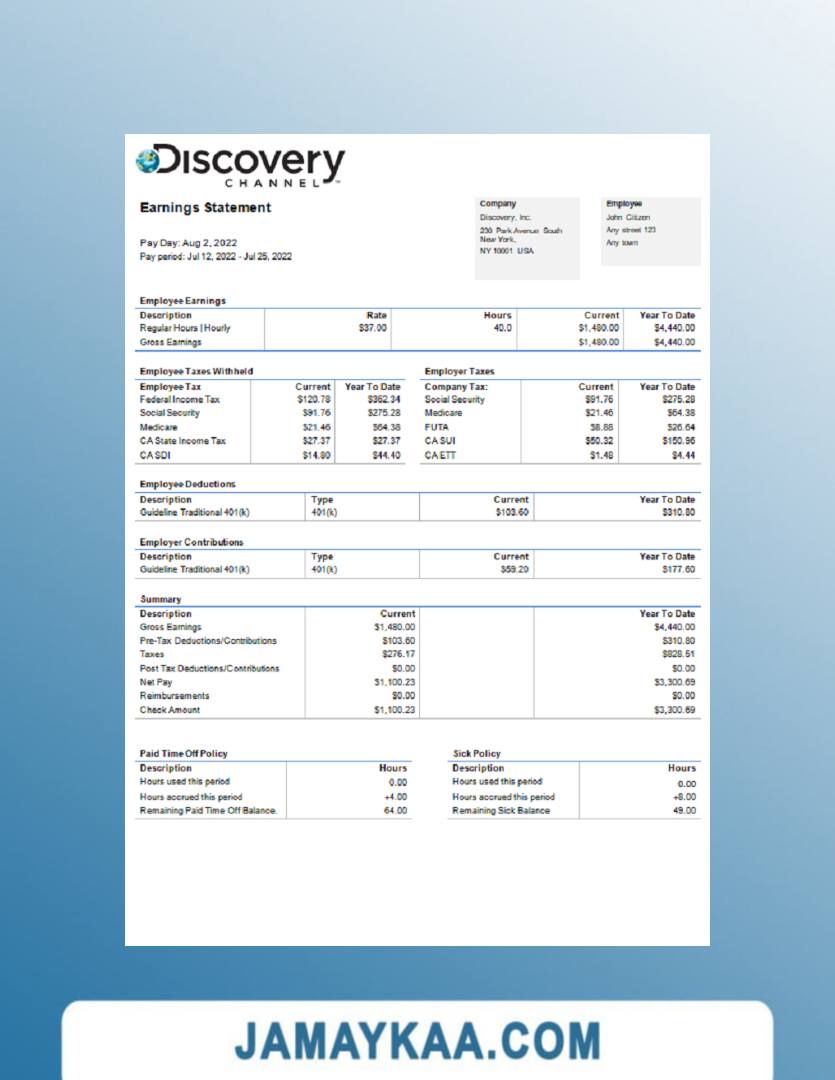 Discovery
CHANNEL™
Earnings Statement
Pay Day: Aug 2, 2022
Pay period: Jul 12, 2022 - Jul 25, 2022
Company
Discovery, Inc.
230 Park Avenue South
New York,
NY 10001 USA
Employee
John Citizen
Any street 123
Any town
Employee Earnings
Description Rate Hours Current Year To Date
Regular Hours | Hourly $37.00 40.0 $1,480.00 $4,440.00
Gross Earnings $1,480.00 $4,440.00
Employee Taxes Withheld
Employee Tax Current Year To Date
Federal Income Tax $120.78 $362.34
Social Security $91.76 $275.28
Medicare $21.46 $64.38
CA State Income Tax $27.37 $27.37
CA SDI $14.80 $44.40
Employer Taxes
Company Tax: Current Year To Date
Social Security $91.76 $275.28
Medicare $21.46 $64.38
FUTA $8.88 $26.64
CA SUI $50.32 $150.96
CA ETT $1.48 $4.44
Employee Deductions
Description Type Current Year To Date
Guideline Traditional 401(k) 401(k) $103.60 $310.80
Employer Contributions
Description Type Current Year To Date
Guideline Traditional 401(k) 401(k) $59.20 $177.60
Summary
Description Current Year To Date
Gross Earnings $1,480.00 $4,440.00
Pre-Tax Deductions/Contributions $103.60 $310.80
Taxes $276.17 $828.51
Post Tax Deductions/Contributions $0.00 $0.00
Net Pay $1,100.23 $3,300.69
Reimbursements $0.00 $0.00
Check Amount $1,100.23 $3,300.69
Paid Time Off Policy
Description Hours
Hours used this period 0.00
Hours accrued this period +4.00
Remaining Paid Time Off Balance. 64.00
Sick Policy
Description Hours
Hours used this period 0.00
Hours accrued this period +8.00
Remaining Sick Balance 49.00
JAMAYKAA.COM